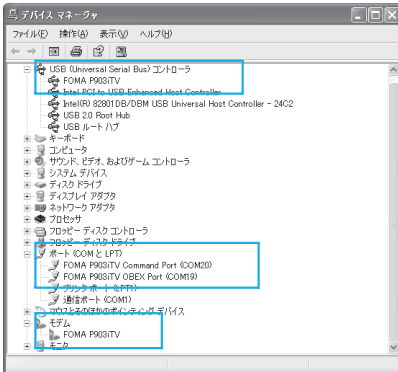 デバイス マネージャ
ファイル(F) 操作(A) 表示(V) ヘルプ(H)
USB (Universal Serial Bus) コントローラ
FOMA P903iTV
Intel PCI to USB Enhanced Host Controller
Intel(R) 82801DB/DBM USB Universal Host Controller - 24C2
USB 2.0 Root Hub
USB ルート ハブ
キーボード
コンピュータ
サウンド、ビデオ、およびゲーム コントローラ
システム デバイス
ディスク ドライブ
ディスプレイ アダプタ
ネットワーク アダプタ
プロセッサ
フロッピー ディスク コントローラ
フロッピー ディスク ドライブ
ポート (COM と LPT)
FOMA P903iTV Command Port (COM20)
FOMA P903iTV OBEX Port (COM19)
プリンタ ポート (LPT1)
通信ポート (COM1)
マウスとそのほかのポインティング デバイス
モデム
FOMA P903iTV
モニタ